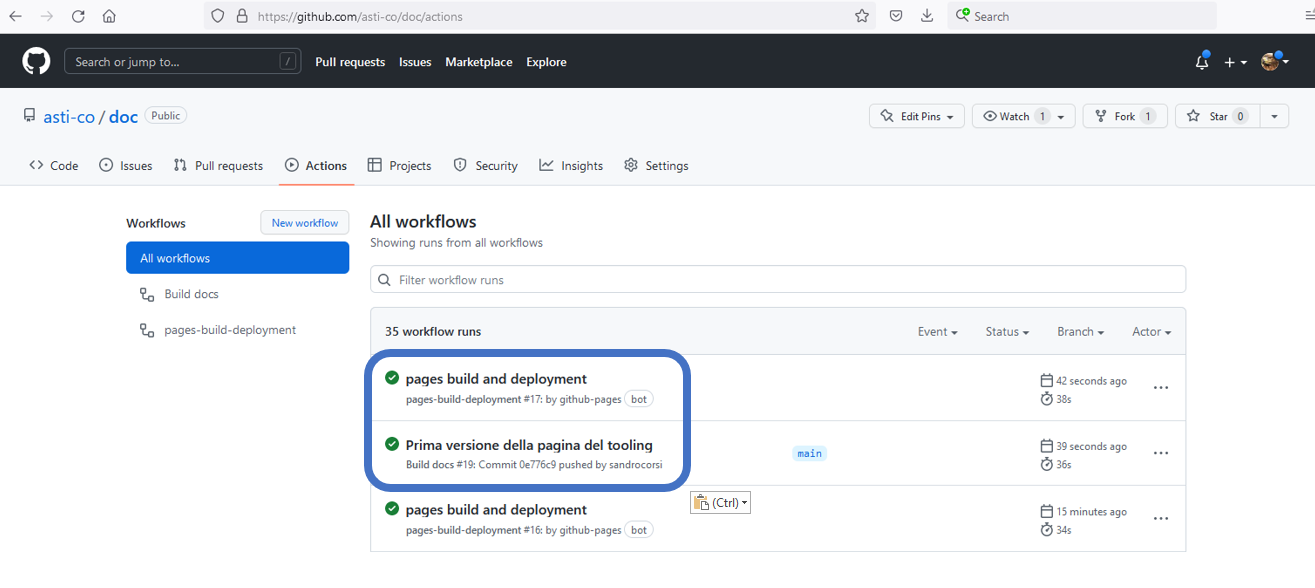 https://github.com/asti-co/doc/actions
Search
Search or jump to... /
Pull requests Issues Marketplace Explore
asti-co / doc Public
Edit Pins Watch 1 Fork 1 Star 0
Code Issues Pull requests Actions Projects Security Insights Settings
Workflows
New workflow
All workflows
Build docs
pages-build-deployment
All workflows
Showing runs from all workflows
Filter workflow runs
35 workflow runs
Event Status Branch Actor
pages build and deployment
pages-build-deployment #17: by github-pages bot
42 seconds ago
38s
Prima versione della pagina del tooling
Build docs #19: Commit 0e776c9 pushed by sandrocorsi
main
39 seconds ago
36s
(Ctrl)
pages build and deployment
pages-build-deployment #16: by github-pages bot
15 minutes ago
34s